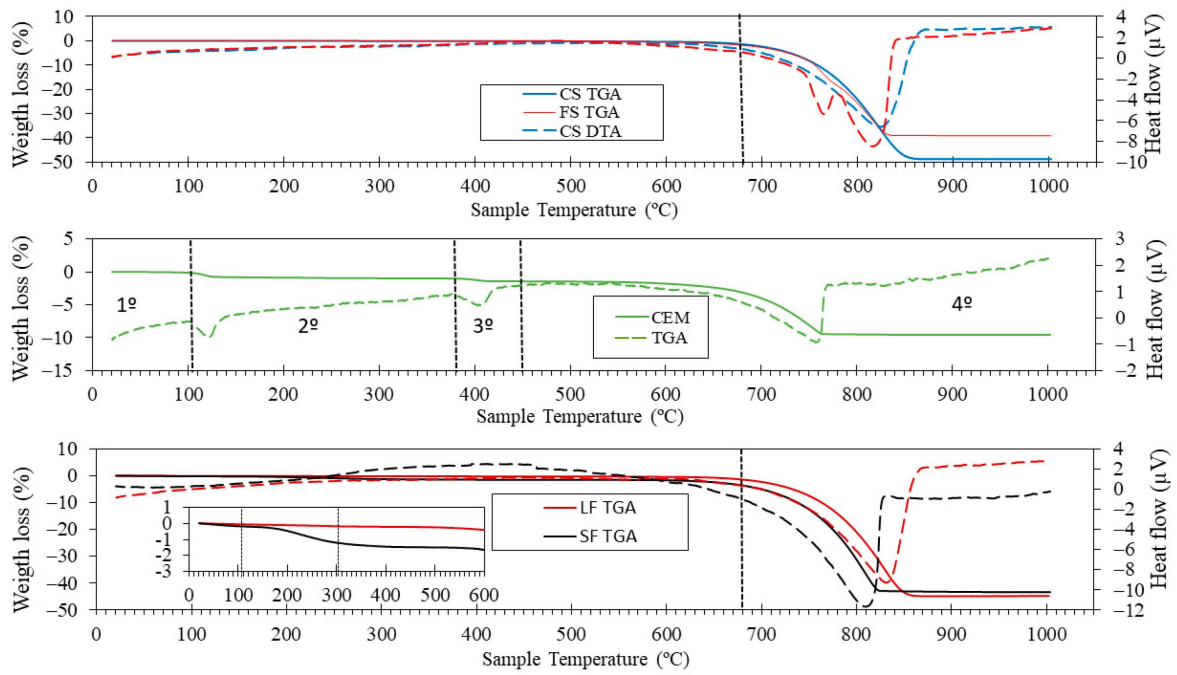 Weigth loss (%)
10
0
−10
−20
−30
−40
−50
CS TGA
FS TGA
CS DTA
4
2
0
−2
−4
−6
−8
−10
Heat flow (µV)
0 100 200 300 400 500 600 700 800 900 1000
Sample Temperature (ºC)
Weigth loss (%)
5
0
−5
−10
−15
1º
2º
3º
4º
CEM
TGA
3
2
1
0
−1
−2
Heat flow (µV)
0 100 200 300 400 500 600 700 800 900 1000
Sample Temperature (ºC)
Weigth loss (%)
10
0
−10
−20
−30
−40
−50
1
0
-1
-2
-3
0 100 200 300 400 500 600
LF TGA
SF TGA
4
2
0
−2
−4
−6
−8
−10
−12
Heat flow (µV)
0 100 200 300 400 500 600 700 800 900 1000
Sample Temperature (ºC)